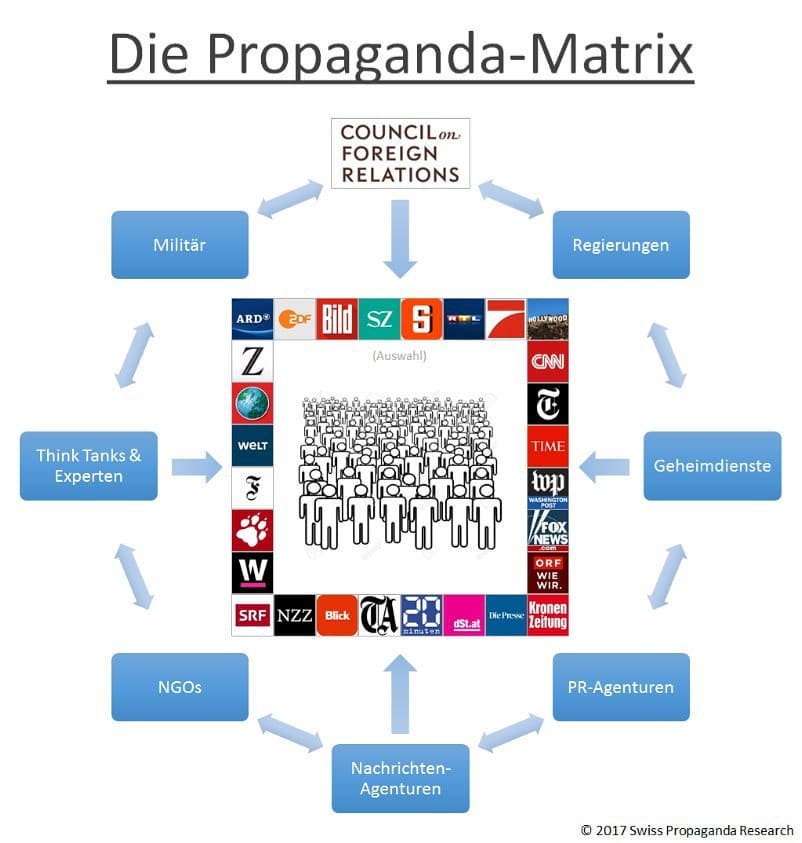 Die Propaganda-Matrix
COUNCIL on
FOREIGN
RELATIONS
Militär
Regierungen
ARD
ZDF
Bild
SZ
S
RTL
7
HOLLYWOOD
(Auswahl)
Z
CNN
T
WELT
TIME
Think Tanks &
Experten
Geheimdienste
F
wp
WASHINGTON
POST
FOX
NEWS
.com
W
ORF
WIE
WIR.
SRF
NZZ
Blick
TA
20
minuten
dSt.at
Die Presse
Kronen
Zeitung
NGOs
PR-Agenturen
Nachrichten-
Agenturen
© 2017 Swiss Propaganda Research